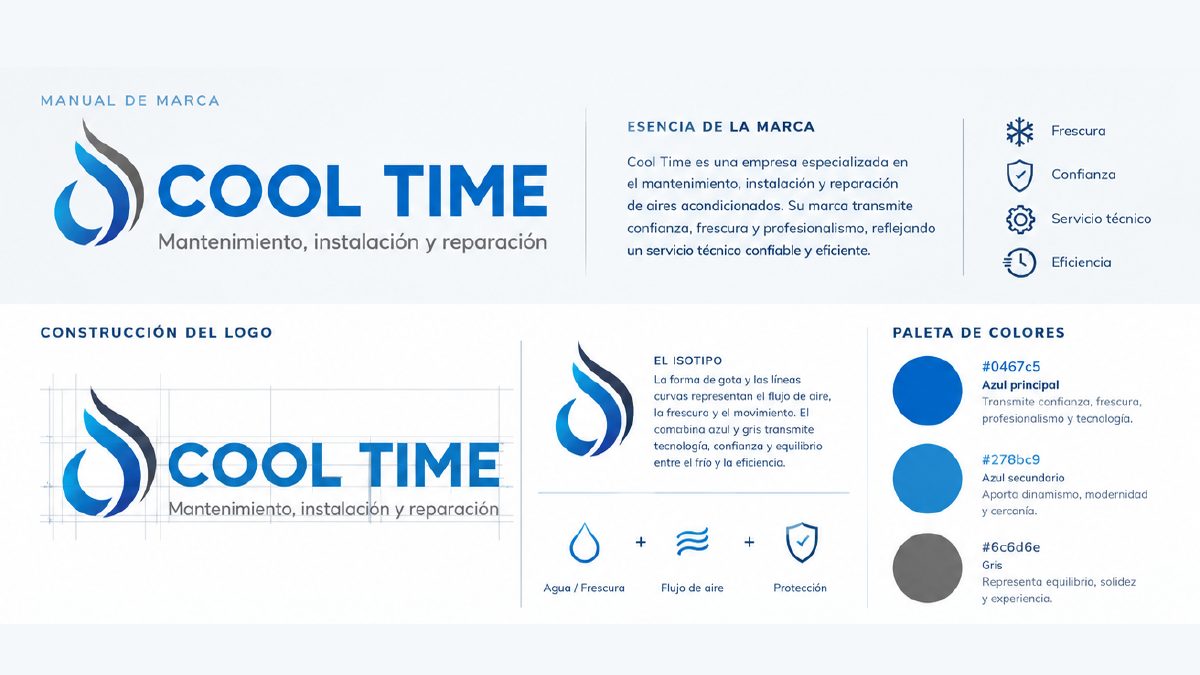 MANUAL DE MARCA
COOL TIME
Mantenimiento, instalación y reparación
ESENCIA DE LA MARCA
Cool Time es una empresa especializada en
el mantenimiento, instalación y reparación
de aires acondicionados. Su marca transmite
confianza, frescura y profesionalismo, reflejando
un servicio técnico confiable y eficiente.
Frescura
Confianza
Servicio técnico
Eficiencia
CONSTRUCCIÓN DEL LOGO
COOL TIME
Mantenimiento, instalación y reparación
EL ISOTIPO
La forma de gota y las líneas
curvas representan el flujo de aire,
la frescura y el movimiento. El
comabina azul y gris transmite
tecnología, confianza y equilibrio
entre el frío y la eficiencia.
+
+
Agua / Frescura
Flujo de aire
Protección
PALETA DE COLORES
#0467c5
Azul principal
Transmite confianza, frescura,
profesionalismo y tecnología.
#278bc9
Azul secundario
Aporta dinamismo, modernidad
y cercanía.
#6c6d6e
Gris
Representa equilibrio, solidez
y experiencia.